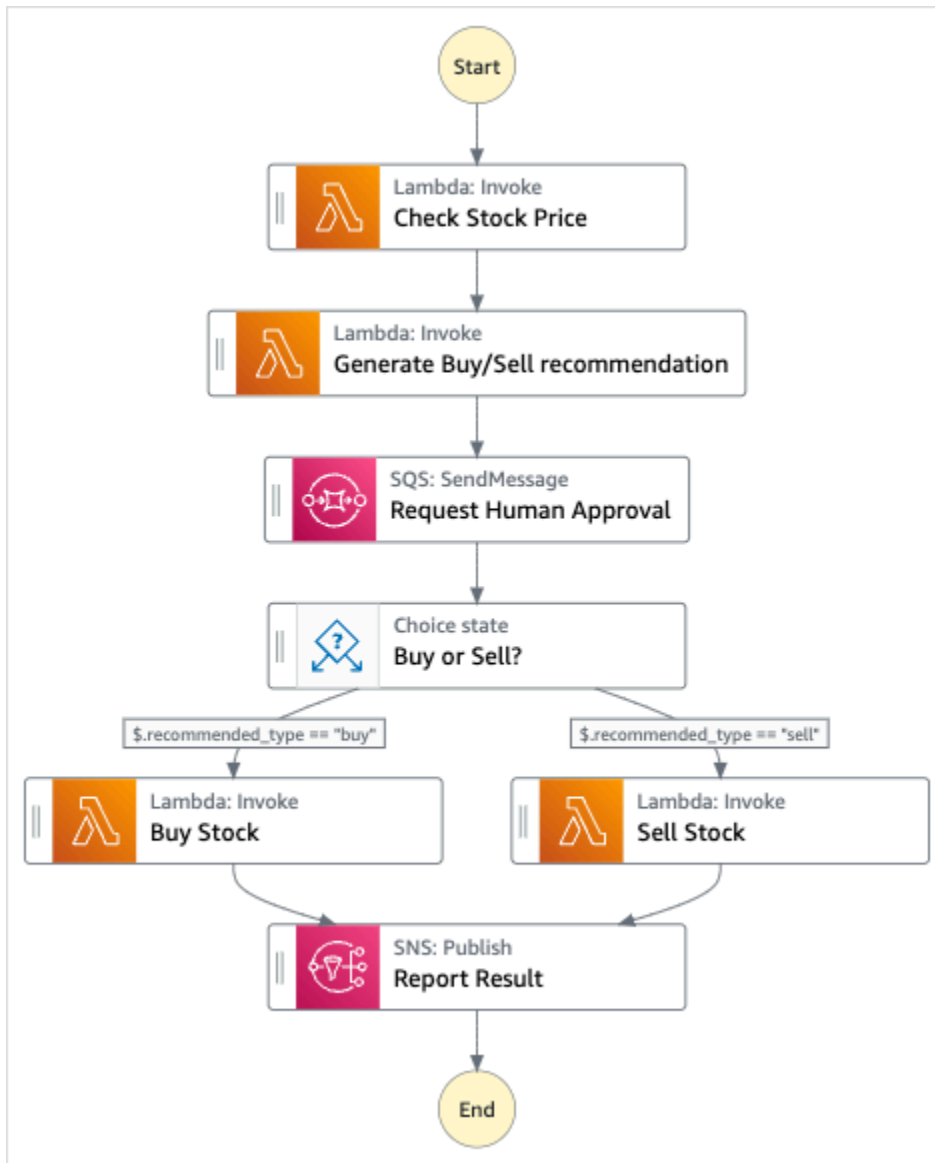 Start
Lambda: Invoke
Check Stock Price
Lambda: Invoke
Generate Buy/Sell recommendation
SQS: SendMessage
Request Human Approval
Choice state
Buy or Sell?
$.recommended_type == "buy"
$.recommended_type == "sell"
Lambda: Invoke
Buy Stock
Lambda: Invoke
Sell Stock
SNS: Publish
Report Result
End